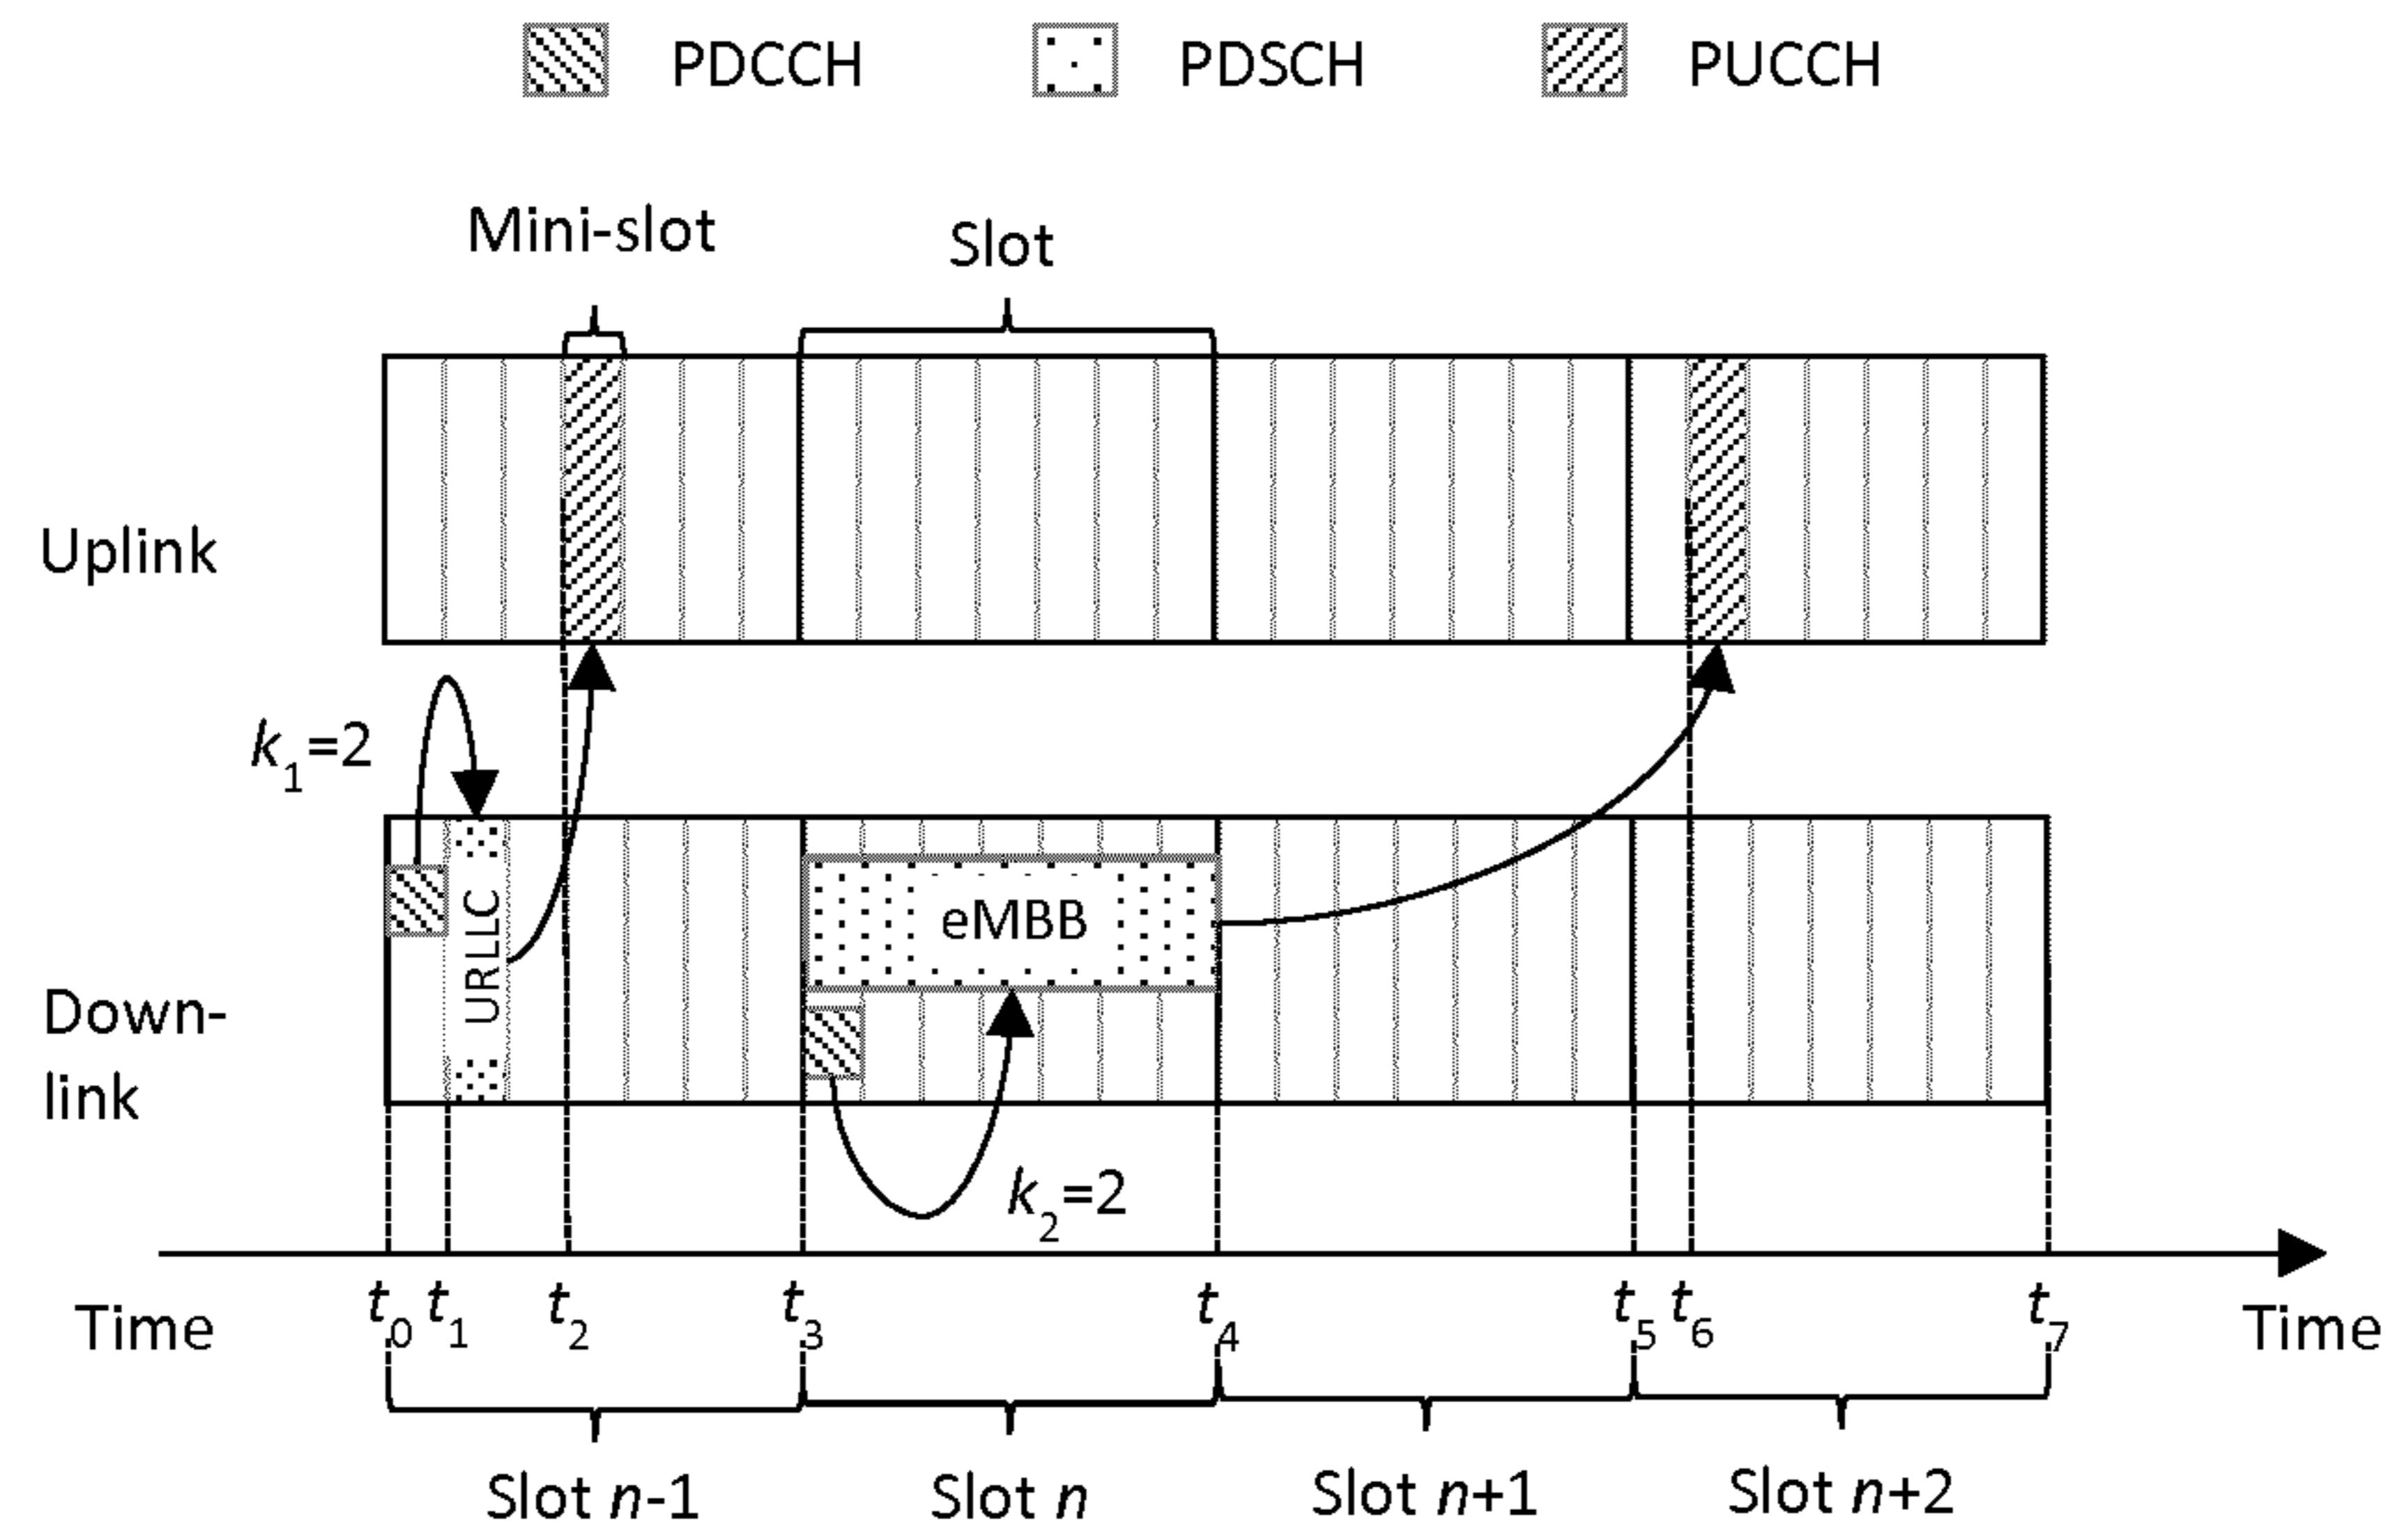 PDCCH PDSCH PUCCH
Mini-slot
Slot
Uplink
k1=2
URLLC
eMBB
Down-
link
k2=2
t0 t1 t2 t3 t4 t5 t6 t7
Time Time
Slot n-1 Slot n Slot n+1 Slot n+2